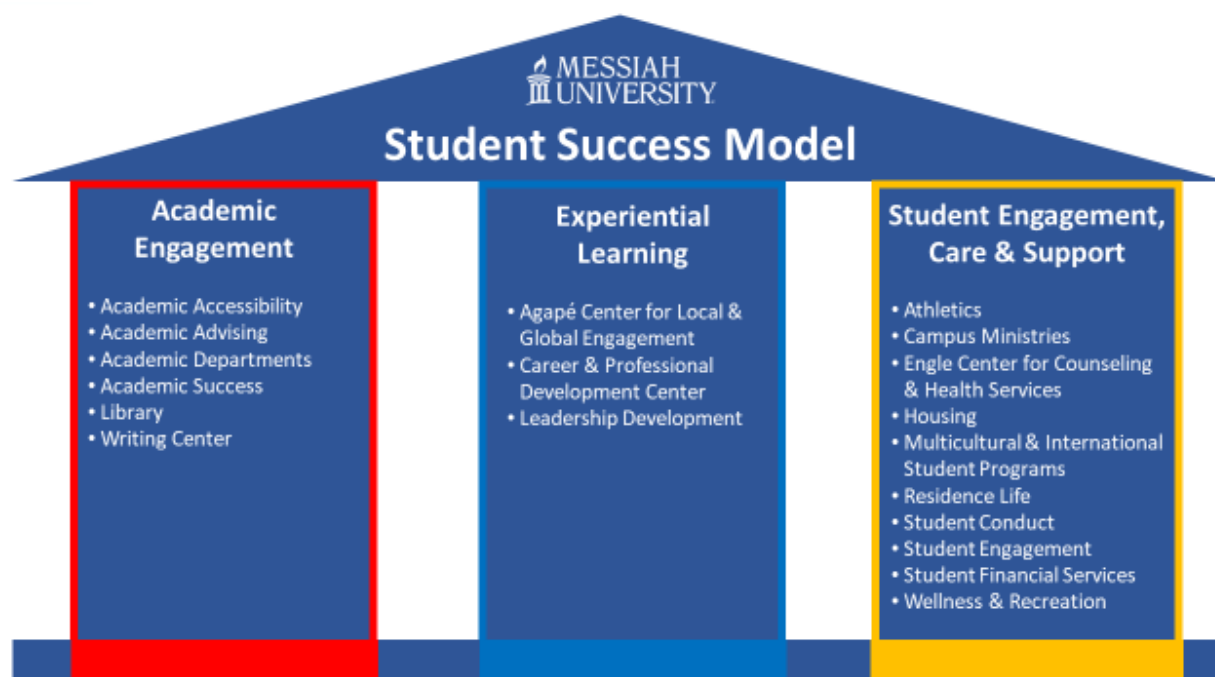 MESSIAH
UNIVERSITY
Student Success Model
Academic
Engagement
• Academic Accessibility
• Academic Advising
• Academic Departments
• Academic Success
• Library
• Writing Center
Experiential
Learning
• Agapé Center for Local &
Global Engagement
• Career & Professional
Development Center
• Leadership Development
Student Engagement,
Care & Support
• Athletics
• Campus Ministries
• Engle Center for Counseling
& Health Services
• Housing
• Multicultural & International
Student Programs
• Residence Life
• Student Conduct
• Student Engagement
• Student Financial Services
• Wellness & Recreation